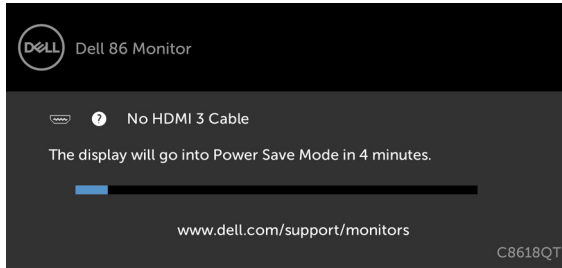 DELL
Dell 86 Monitor
? No HDMI 3 Cable
The display will go into Power Save Mode in 4 minutes.
www.dell.com/support/monitors
C8618QT